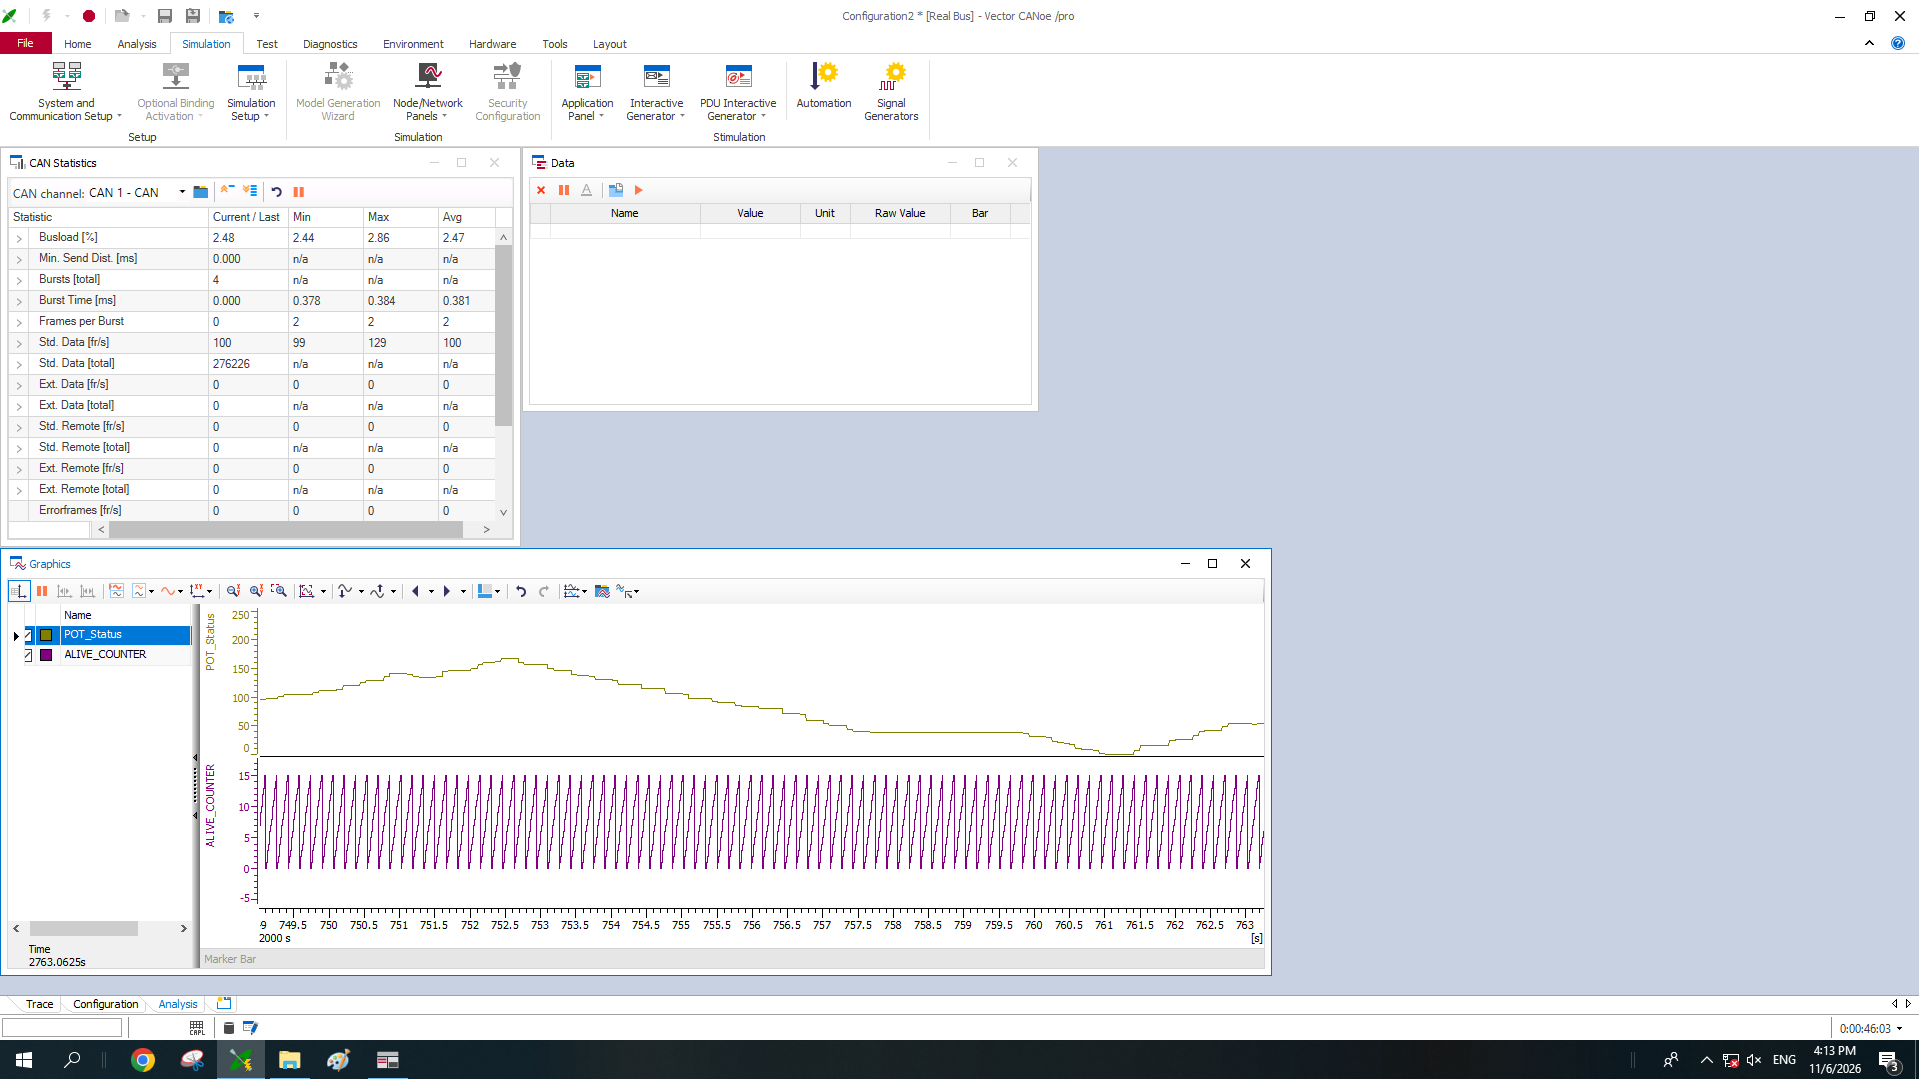 Configuration2 * [Real Bus] - Vector CANoe /pro
File Home Analysis Simulation Test Diagnostics Environment Hardware Tools Layout
System and Communication Setup
Optional Binding Activation
Simulation Setup
Model Generation Wizard
Node/Network Panels
Security Configuration
Application Panel
Interactive Generator
PDU Interactive Generator
Automation
Signal Generators
Setup
Simulation
Stimulation
CAN Statistics
CAN channel: CAN 1 - CAN
Statistic Current / Last Min Max Avg
Busload [%] 2.48 2.44 2.86 2.47
Min. Send Dist. [ms] 0.000 n/a n/a n/a
Bursts [total] 4 n/a n/a n/a
Burst Time [ms] 0.000 0.378 0.384 0.381
Frames per Burst 0 2 2 2
Std. Data [fr/s] 100 99 129 100
Std. Data [total] 276226 n/a n/a n/a
Ext. Data [fr/s] 0 0 0 0
Ext. Data [total] 0 n/a n/a n/a
Std. Remote [fr/s] 0 0 0 0
Std. Remote [total] 0 n/a n/a n/a
Ext. Remote [fr/s] 0 0 0 0
Ext. Remote [total] 0 n/a n/a n/a
Errorframes [fr/s] 0 0 0 0
Data
Name Value Unit Raw Value Bar
Graphics
Name
POT_Status
ALIVE_COUNTER
Time
2763.0625s
POT_Status
250
200
150
100
50
0
ALIVE_COUNTER
15
10
5
0
-5
9 749.5 750 750.5 751 751.5 752 752.5 753 753.5 754 754.5 755 755.5 756 756.5 757 757.5 758 758.5 759 759.5 760 760.5 761 761.5 762 762.5 763
2000 s [s]
Marker Bar
Trace Configuration Analysis
CAPL
0:00:46:03
ENG
4:13 PM
11/6/2026
3